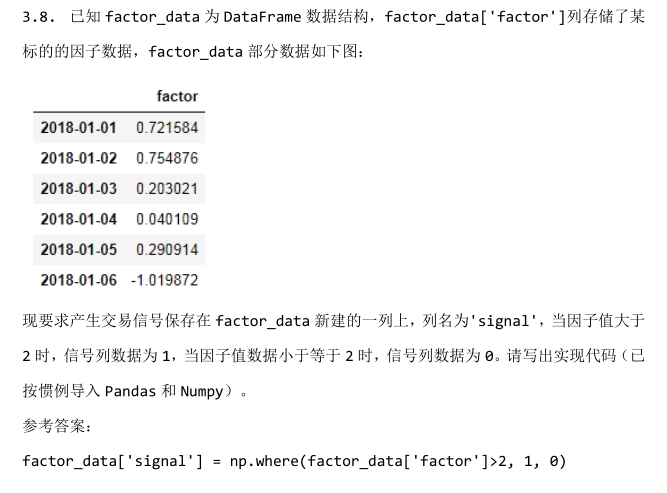 3.8. 已知 factor_data 为 DataFrame 数据结构，factor_data['factor']列存储了某
标的的因子数据，factor_data 部分数据如下图：
factor
2018-01-01 0.721584
2018-01-02 0.754876
2018-01-03 0.203021
2018-01-04 0.040109
2018-01-05 0.290914
2018-01-06 -1.019872
现要求产生交易信号保存在 factor_data 新建的一列上，列名为'signal'，当因子值大于
2 时，信号列数据为 1，当因子值数据小于等于 2 时，信号列数据为 0。请写出实现代码（已
按惯例导入 Pandas 和 Numpy）。
参考答案：
factor_data['signal'] = np.where(factor_data['factor']>2, 1, 0)